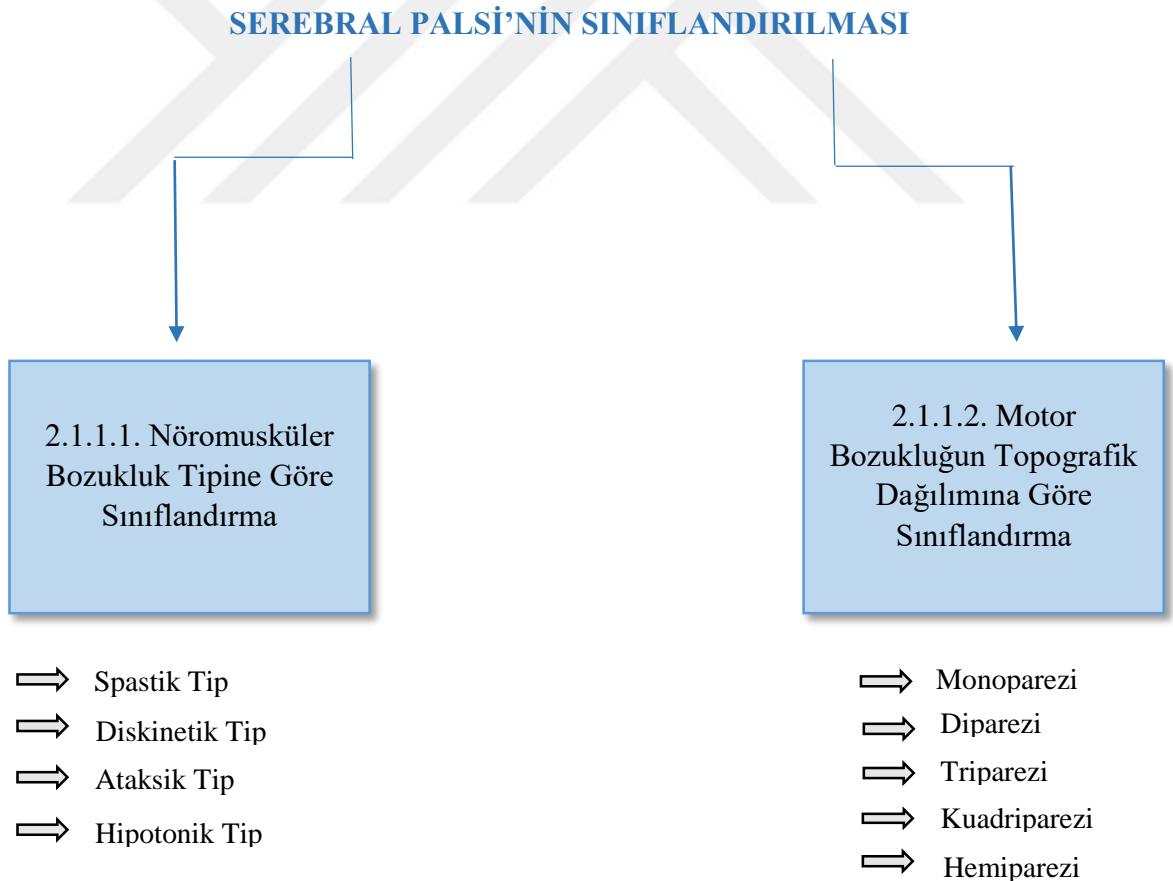 SEREBRAL PALSİ’NİN SINIFLANDIRILMASI
2.1.1.1. Nöromusküler
Bozukluk Tipine Göre
Sınıflandırma
2.1.1.2. Motor
Bozukluğun Topografik
Dağılımına Göre
Sınıflandırma
Spastik Tip
Diskinetik Tip
Ataksik Tip
Hipotonik Tip
Monoparezi
Diparezi
Triparezi
Kuadriparezi
Hemiparezi